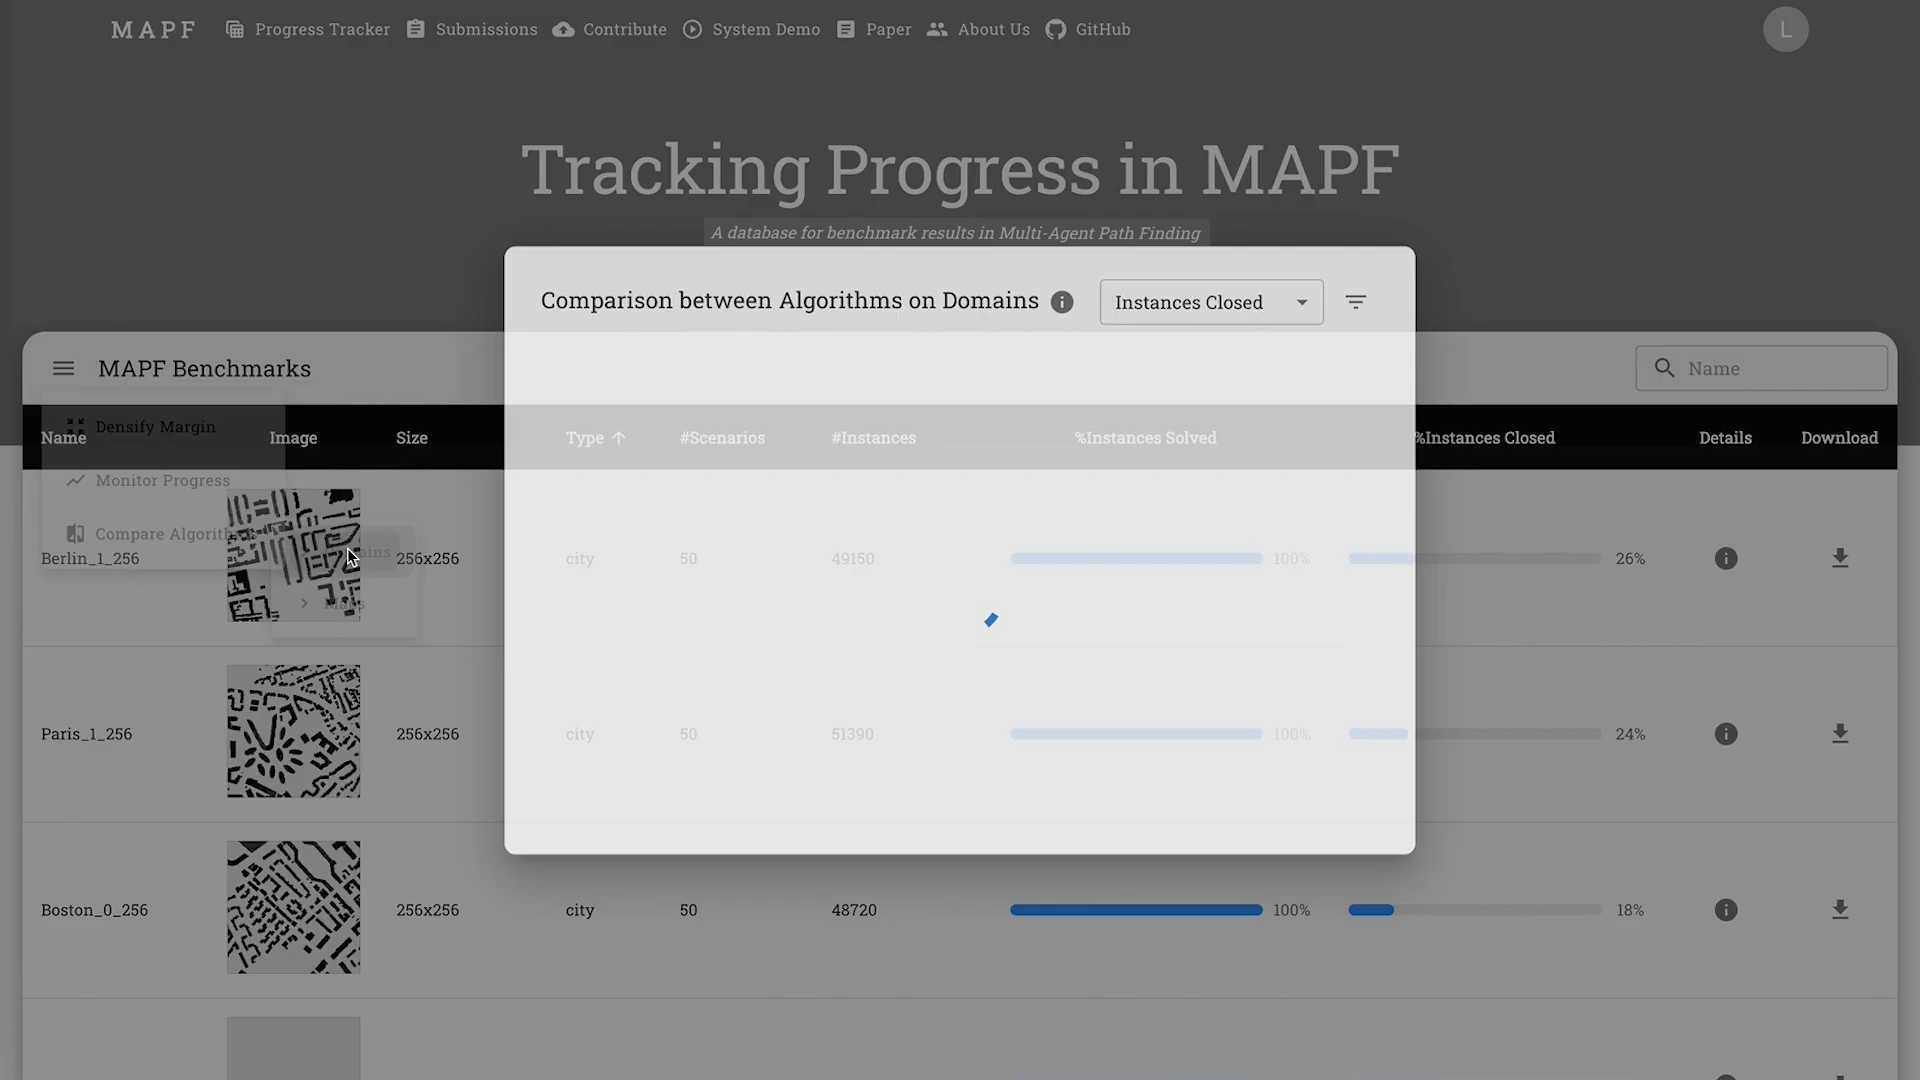 MAPF Progress Tracker Submissions Contribute System Demo Paper About Us GitHub L
Tracking Progress in MAPF
A database for benchmark results in Multi-Agent Path Finding
Comparison between Algorithms on Domains Instances Closed
MAPF Benchmarks Name
Densify Margin
Name Image Size Type #Scenarios #Instances %Instances Solved %Instances Closed Details Download
Monitor Progress
Compare Algorithms
Berlin_1_256 256x256 city 50 49150 100% 26%
Maps
Paris_1_256 256x256 city 50 51390 100% 24%
Boston_0_256 256x256 city 50 48720 100% 18%